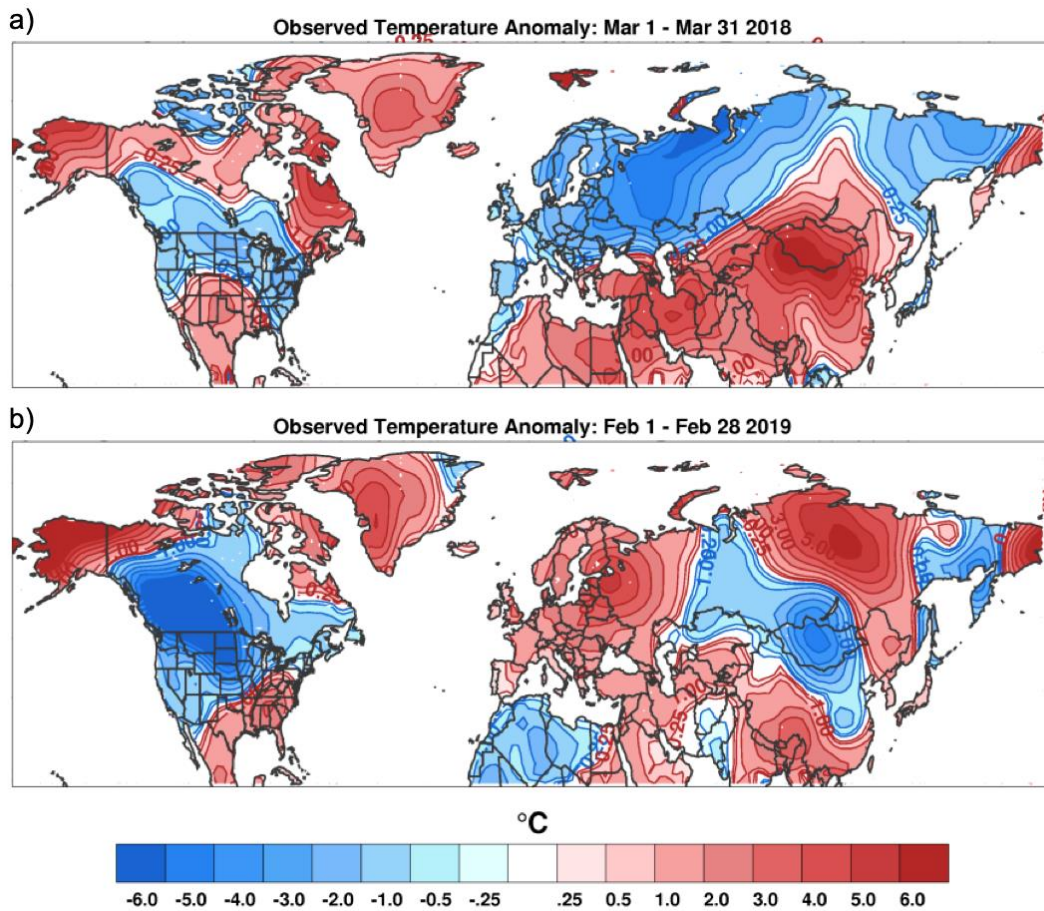 a)
Observed Temperature Anomaly: Mar 1 - Mar 31 2018
b)
Observed Temperature Anomaly: Feb 1 - Feb 28 2019
°C
-6.0 -5.0 -4.0 -3.0 -2.0 -1.0 -0.5 -.25 .25 0.5 1.0 2.0 3.0 4.0 5.0 6.0